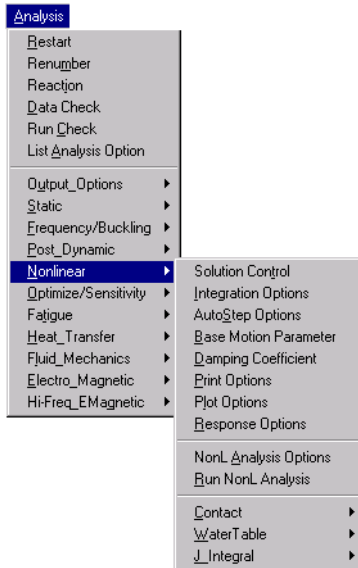 Analysis
Restart
Renumber
Reaction
Data Check
Run Check
List Analysis Option
Output_Options
Static
Frequency/Buckling
Post_Dynamic
Nonlinear
Optimize/Sensitivity
Fatigue
Heat_Transfer
Fluid_Mechanics
Electro_Magnetic
Hi-Freq_EMagnetic
Solution Control
Integration Options
AutoStep Options
Base Motion Parameter
Damping Coefficient
Print Options
Plot Options
Response Options
NonL Analysis Options
Run NonL Analysis
Contact
WaterTable
J_Integral